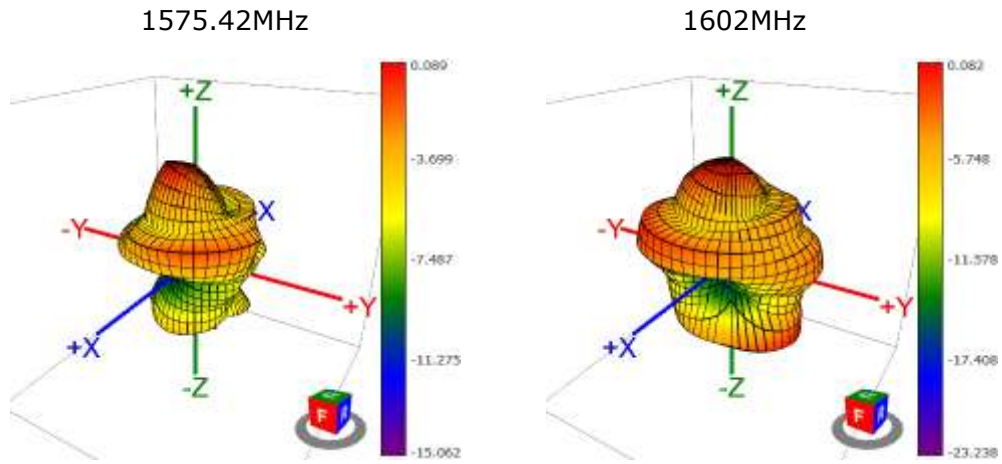 1575.42MHz
1602MHz
0.089
-3.699
-7.487
-11.275
-15.062
+Z
-Y
X
+Y
+X
-Z
F
0.082
-5.748
-11.578
-17.408
-23.238
+Z
-Y
X
+Y
+X
-Z
F